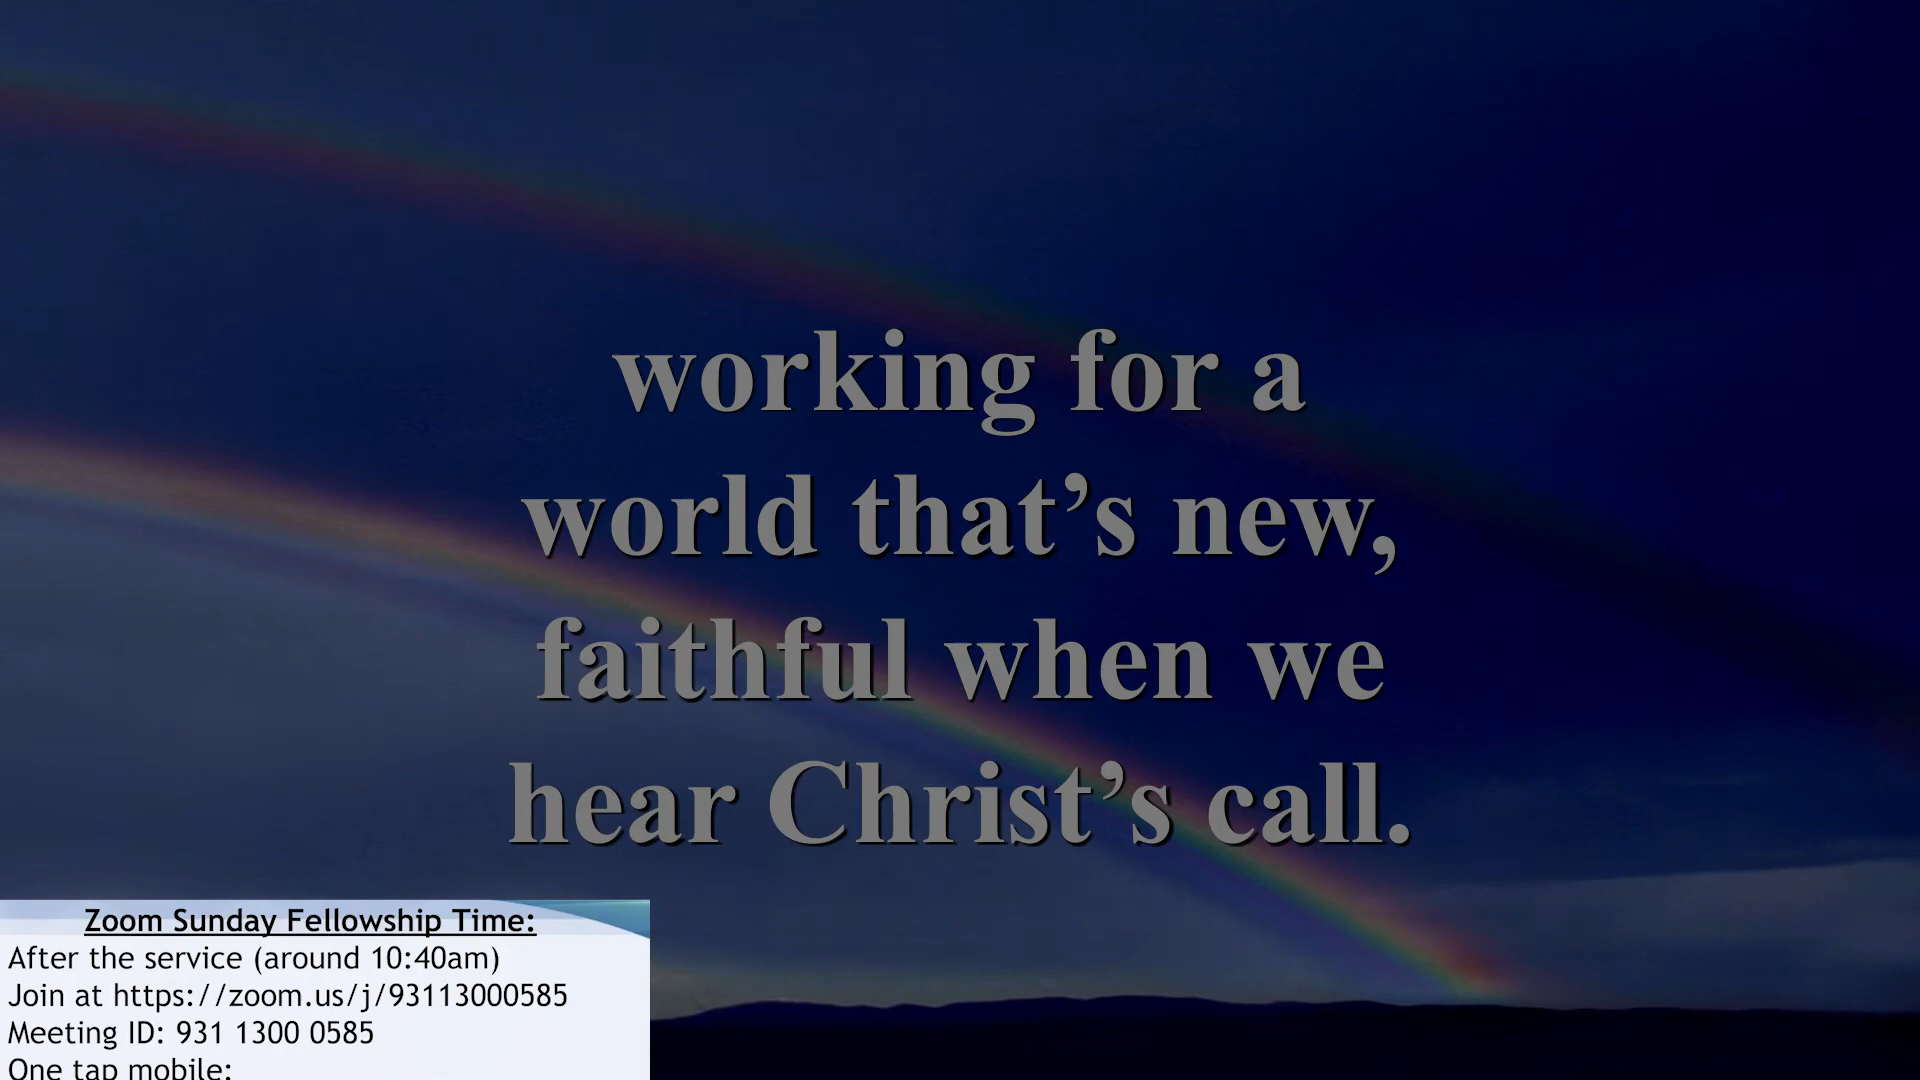 working for a
world that’s new,
faithful when we
hear Christ’s call.
Zoom Sunday Fellowship Time:
After the service (around 10:40am)
Join at https://zoom.us/j/93113000585
Meeting ID: 931 1300 0585
One tap mobile: